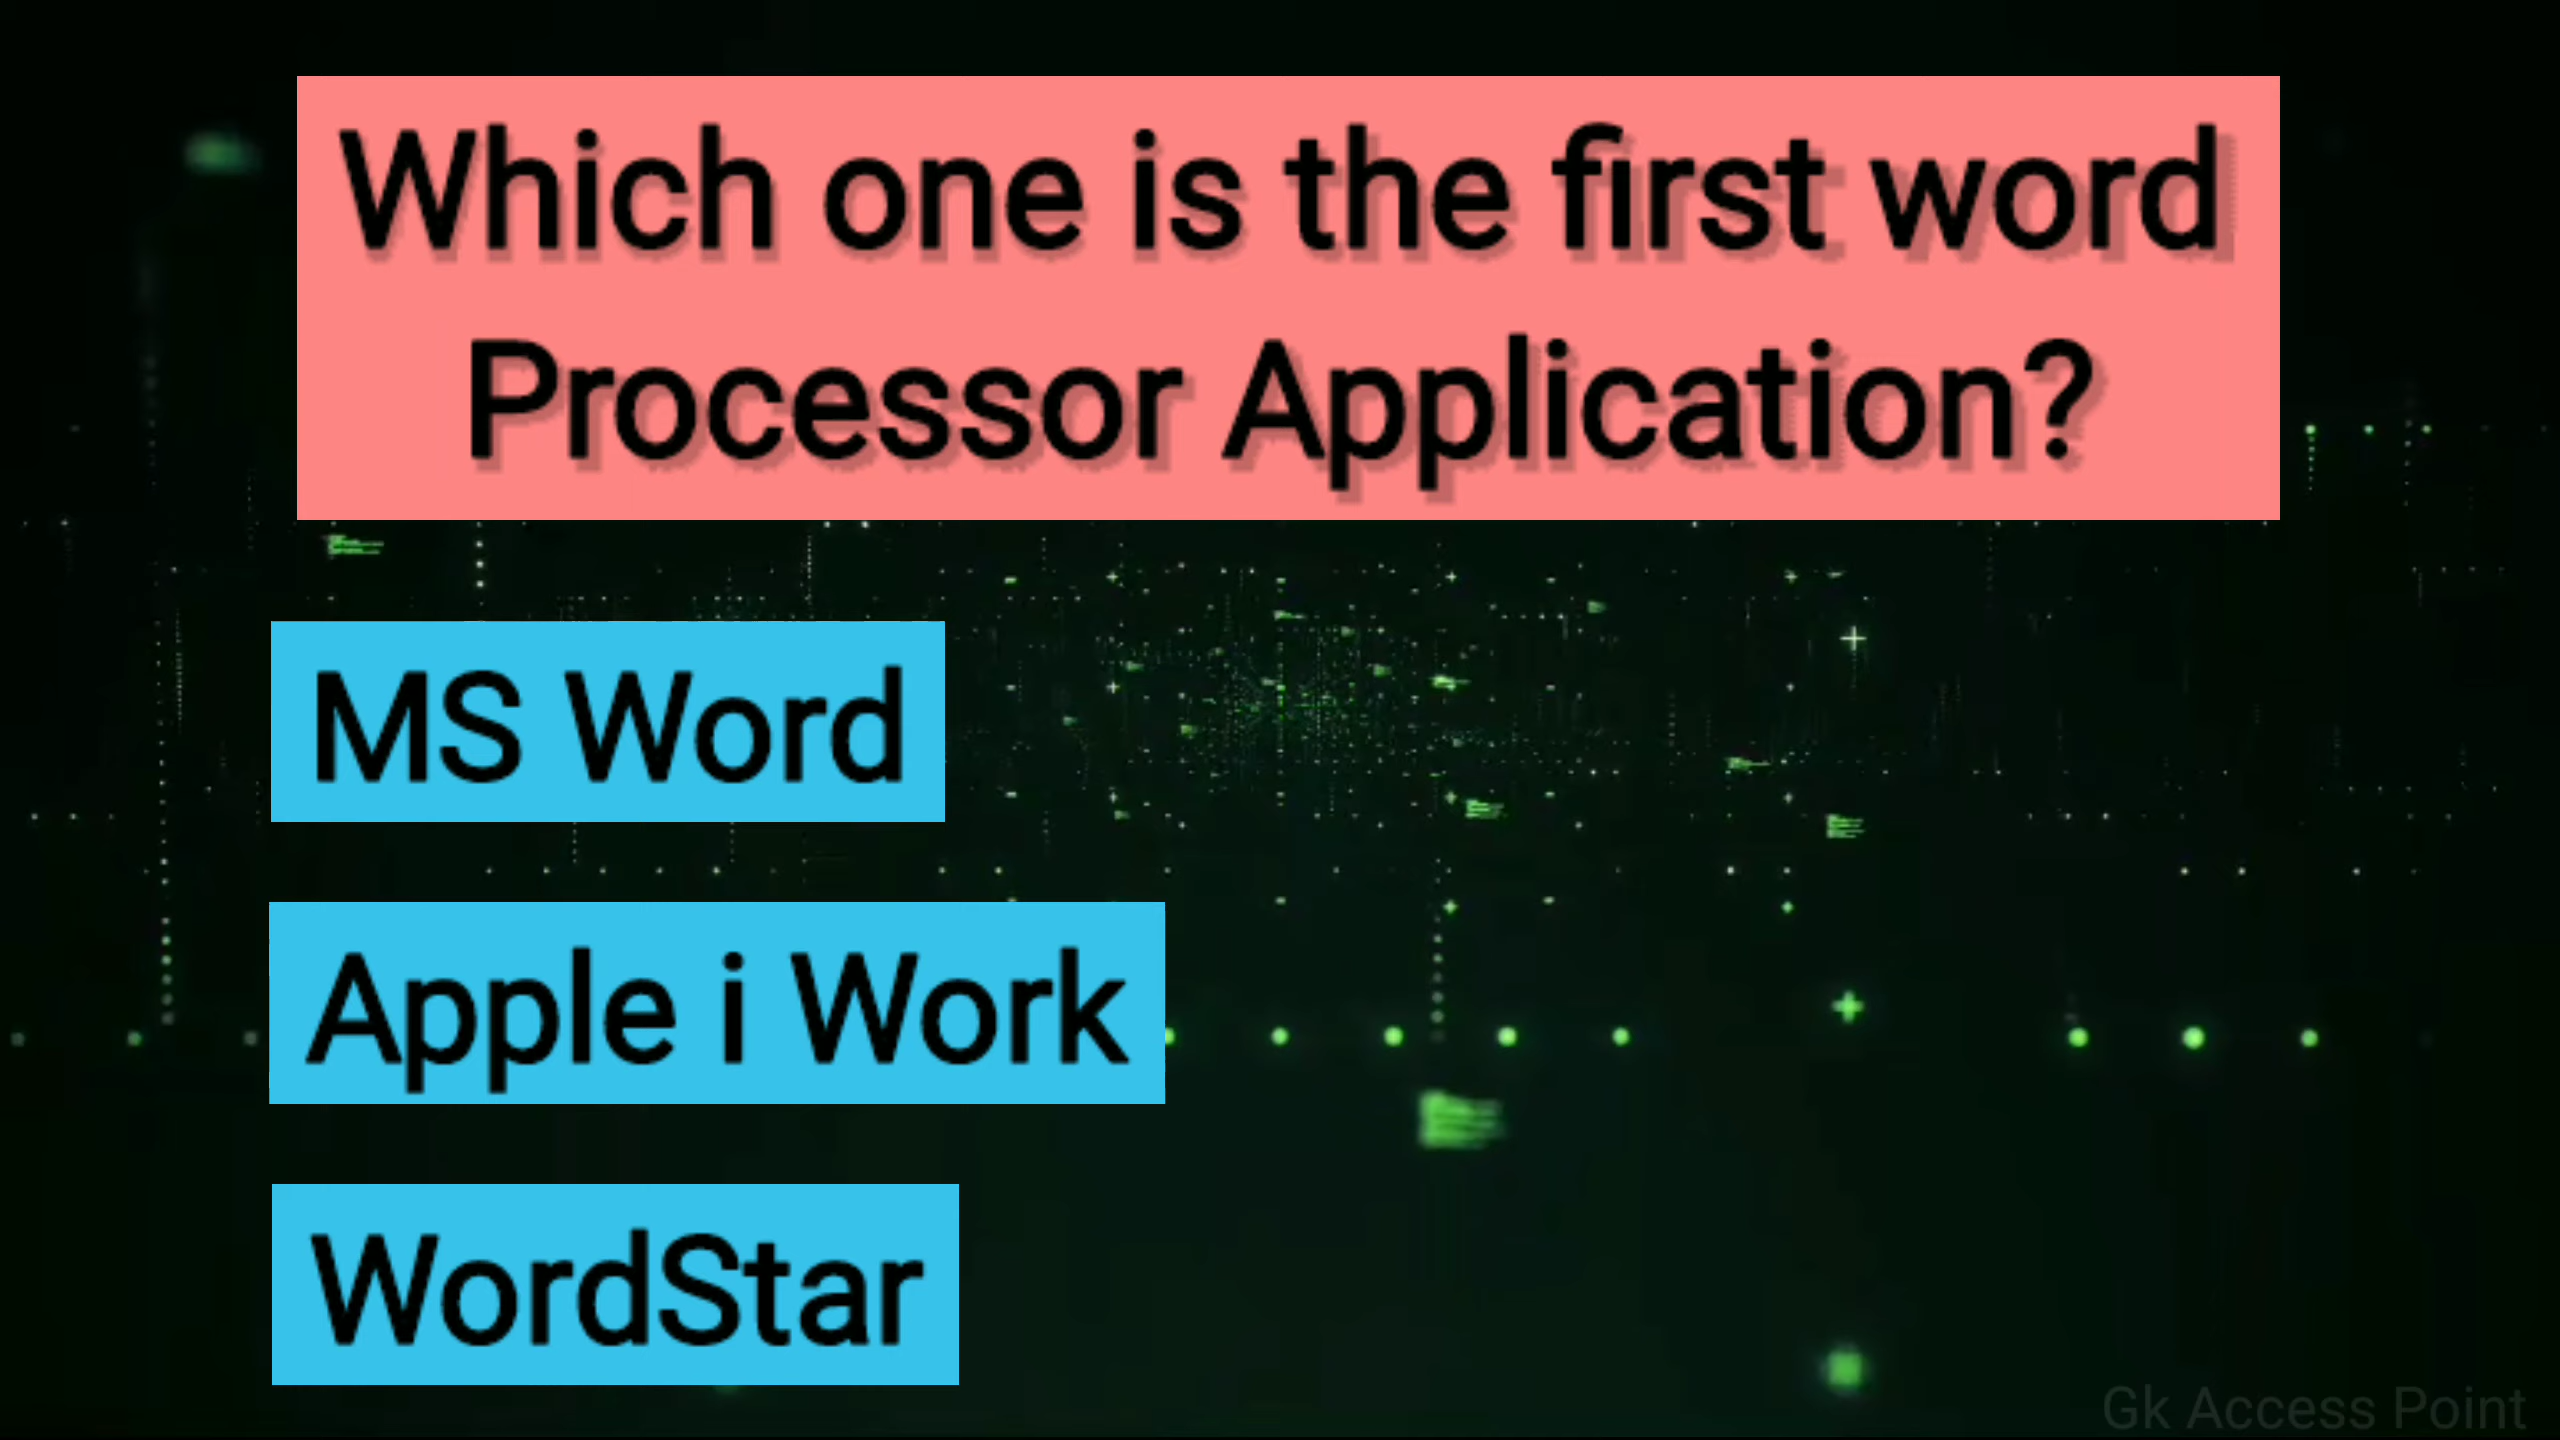 Which one is the first word
Processor Application?
MS Word
Apple i Work
WordStar
Gk Access Point